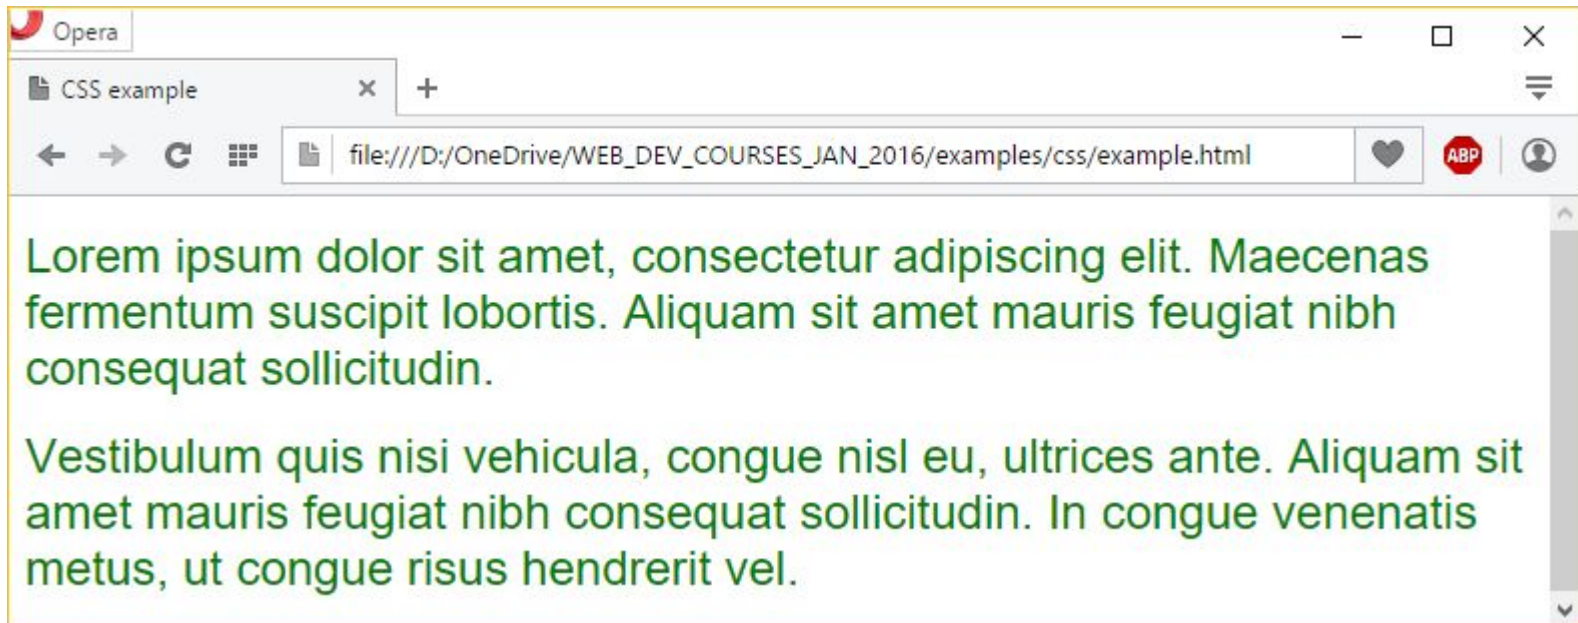 Opera
CSS example
file:///D:/OneDrive/WEB_DEV_COURSES_JAN_2016/examples/css/example.html
ABP
Lorem ipsum dolor sit amet, consectetur adipiscing elit. Maecenas
fermentum suscipit lobortis. Aliquam sit amet mauris feugiat nibh
consequat sollicitudin.
Vestibulum quis nisi vehicula, congue nisl eu, ultrices ante. Aliquam sit
amet mauris feugiat nibh consequat sollicitudin. In congue venenatis
metus, ut congue risus hendrerit vel.